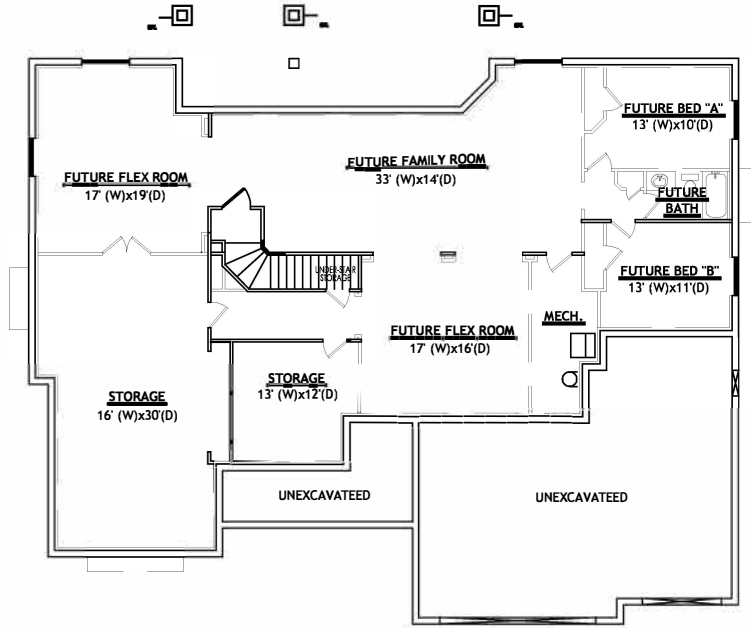 FUTURE BED "A"
13' (W)x10'(D)
FUTURE FAMILY ROOM
33' (W)x14'(D)
FUTURE FLEX ROOM
17' (W)x19'(D)
FUTURE
BATH
UNDER-STAIR
STORAGE
FUTURE BED "B"
13' (W)x11'(D)
MECH.
FUTURE FLEX ROOM
17' (W)x16'(D)
STORAGE
13' (W)x12'(D)
STORAGE
16' (W)x30'(D)
UNEXCAVATEED
UNEXCAVATEED